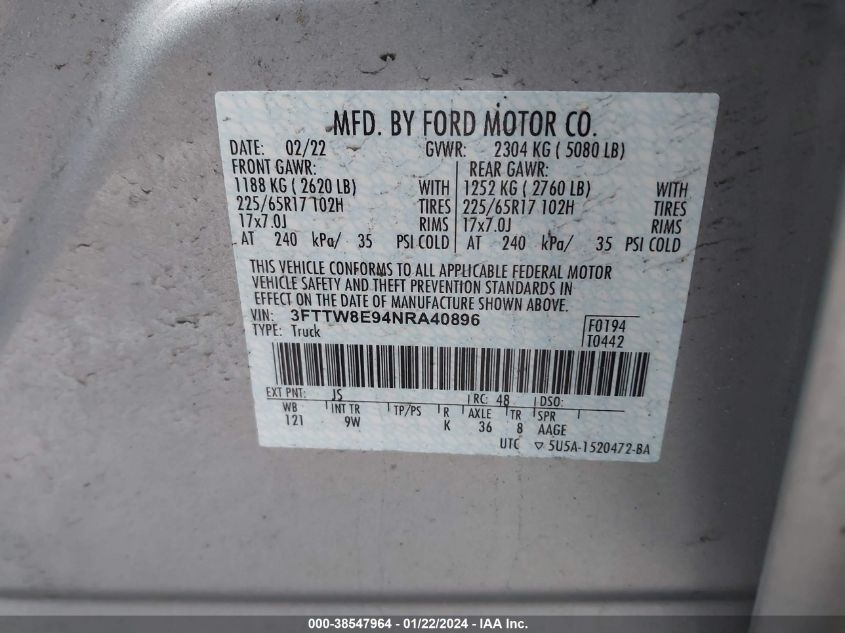 MFD. BY FORD MOTOR CO.
DATE: 02/22 GVWR: 2304 KG ( 5080 LB)
FRONT GAWR: REAR GAWR:
1188 KG ( 2620 LB) WITH 1252 KG ( 2760 LB) WITH
225/65R17 102H TIRES 225/65R17 102H TIRES
17x7.0J RIMS 17x7.0J RIMS
AT 240 kPa/ 35 PSI COLD AT 240 kPa/ 35 PSI COLD
THIS VEHICLE CONFORMS TO ALL APPLICABLE FEDERAL MOTOR
VEHICLE SAFETY AND THEFT PREVENTION STANDARDS IN
EFFECT ON THE DATE OF MANUFACTURE SHOWN ABOVE.
VIN: 3FTTW8E94NRA40896
TYPE: Truck
F0194
T0442
EXT PNT: JS RC: 48 DSO:
WB INT TR TP/PS R AXLE TR SPR
121 9W K 36 8 AAGE
UTC ▽ 5U5A-1520472-BA
000-38547964 - 01/22/2024 - IAA Inc.